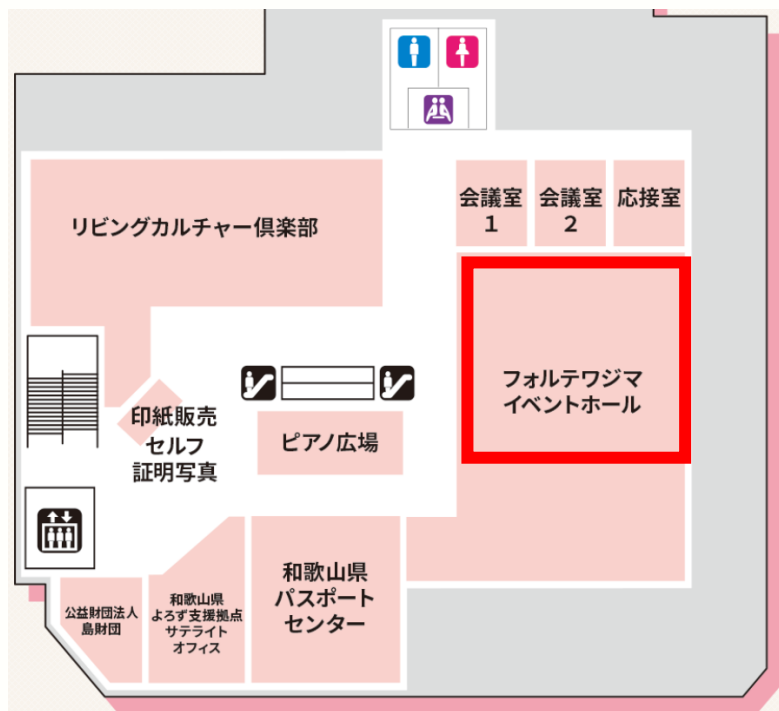 リビングカルチャー倶楽部
会議室
1
会議室
2
応接室
フォルテワジマ
イベントホール
印紙販売
セルフ
証明写真
ピアノ広場
和歌山県
パスポート
センター
和歌山県
よろず支援拠点
サテライト
オフィス
公益財団法人
島財団